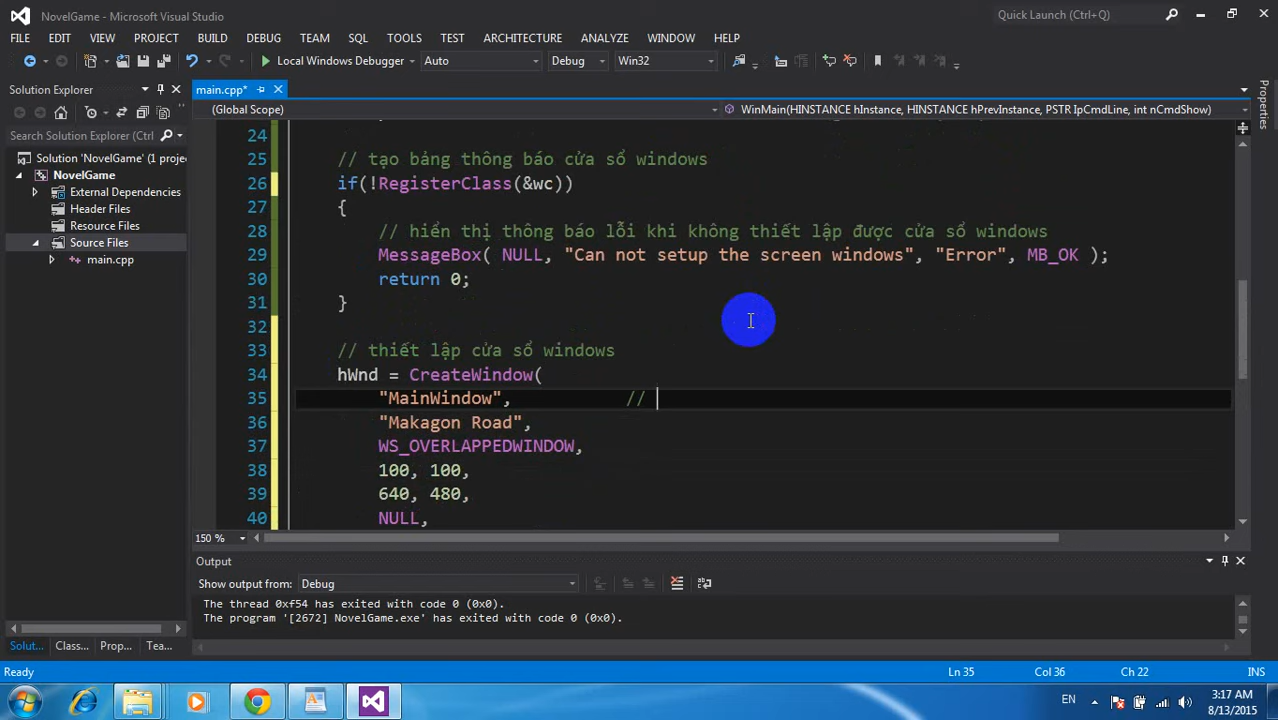 NovelGame - Microsoft Visual Studio
Quick Launch (Ctrl+Q)
FILE EDIT VIEW PROJECT BUILD DEBUG TEAM SQL TOOLS TEST ARCHITECTURE ANALYZE WINDOW HELP
Local Windows Debugger Auto Debug Win32
Solution Explorer
main.cpp*
(Global Scope)
WinMain(HINSTANCE hInstance, HINSTANCE hPrevInstance, PSTR IpCmdLine, int nCmdShow)
Search Solution Explorer (Ctrl
Solution 'NovelGame' (1 projec
NovelGame
External Dependencies
Header Files
Resource Files
Source Files
main.cpp
Properties
24
25 // tạo bảng thông báo cửa sổ windows
26 if(!RegisterClass(&wc))
27 {
28 // hiển thị thông báo lỗi khi không thiết lập được cửa sổ windows
29 MessageBox( NULL, "Can not setup the screen windows", "Error", MB_OK );
30 return 0;
31 }
32
33 // thiết lập cửa sổ windows
34 hWnd = CreateWindow(
35 "MainWindow", //
36 "Makagon Road",
37 WS_OVERLAPPEDWINDOW,
38 100, 100,
39 640, 480,
40 NULL,
150 %
Output
Show output from: Debug
The thread 0xf54 has exited with code 0 (0x0).
The program '[2672] NovelGame.exe' has exited with code 0 (0x0).
Solut... Class... Prop... Tea...
Ready Ln 35 Col 36 Ch 22 INS
EN
3:17 AM
8/13/2015